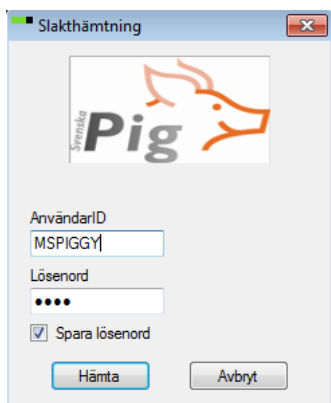 Slakthämtning
Svenska
Pig
AnvändarID
MSPIGGY
Lösenord
••••
Spara lösenord
Hämta
Avbryt